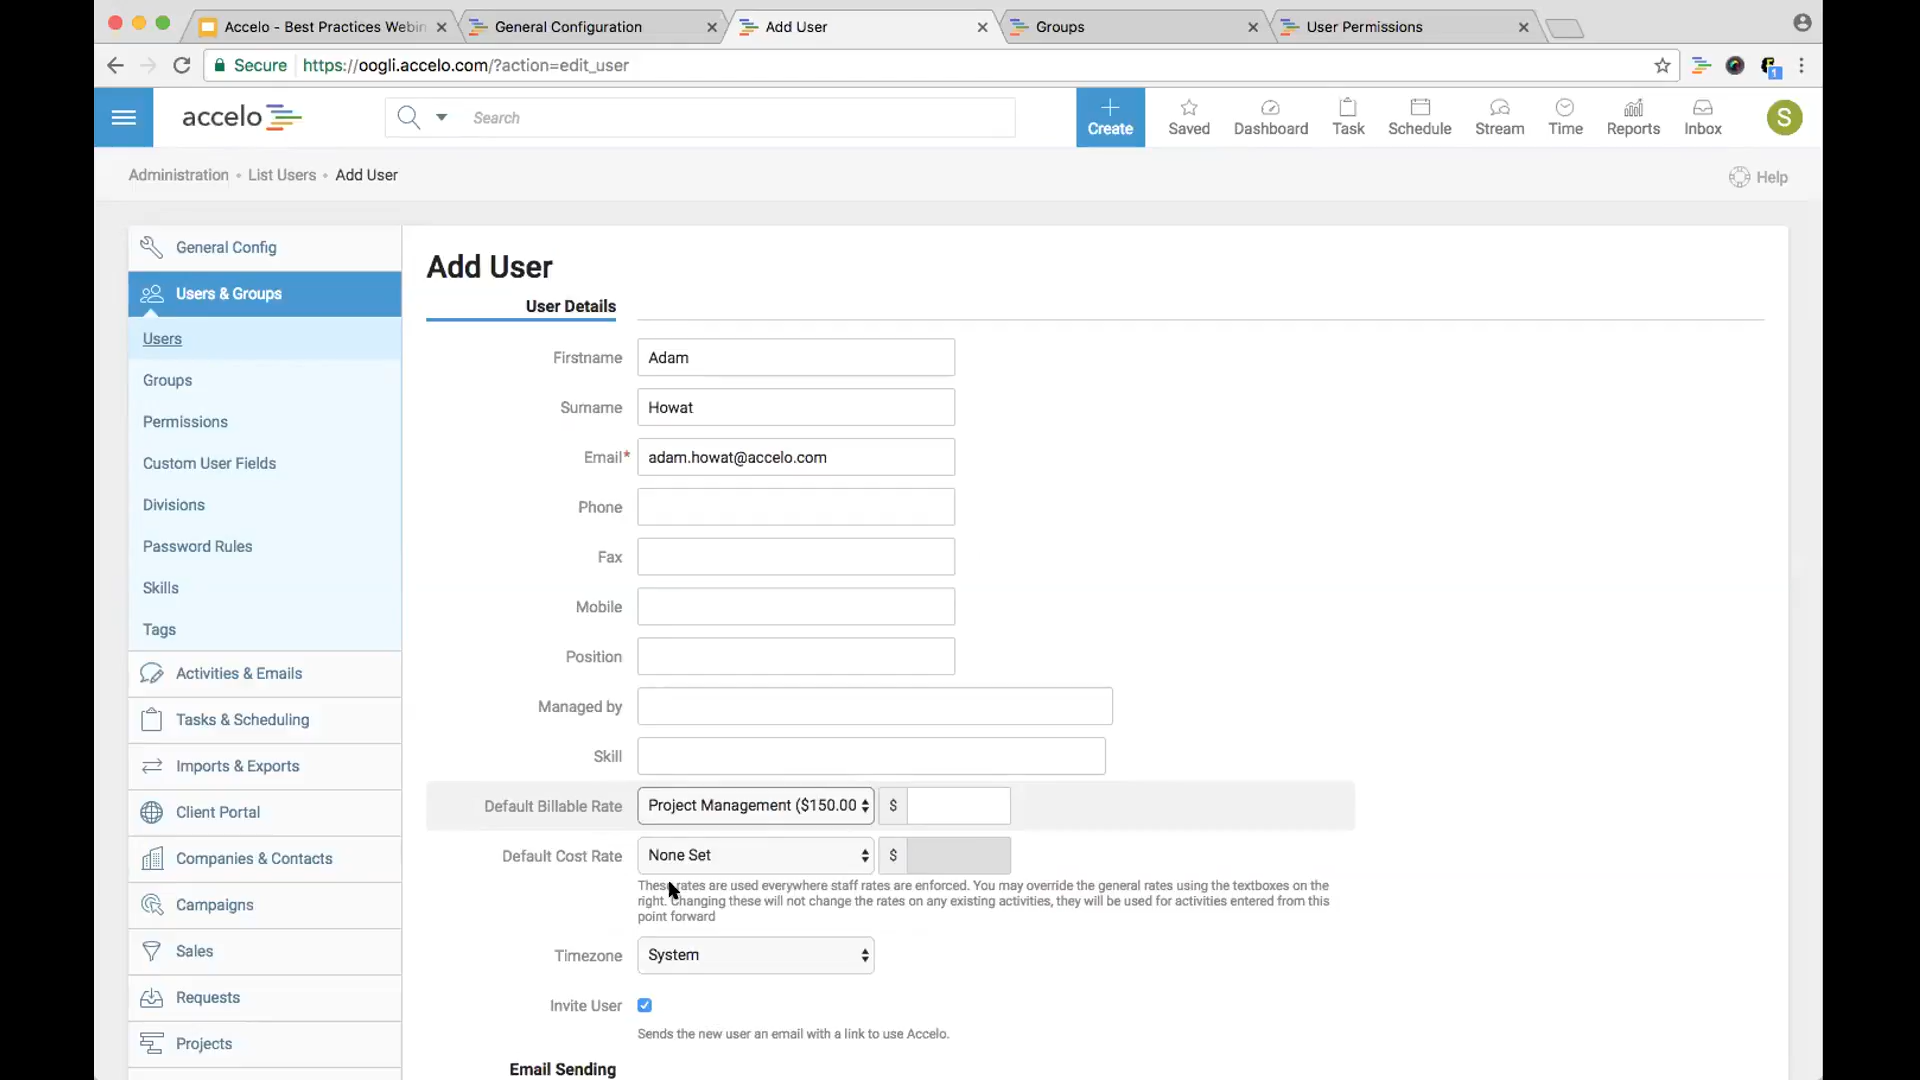 Accelo - Best Practices Webin
General Configuration
Add User
Groups
User Permissions
Secure
https://oogli.accelo.com/?action=edit_user
1
accelo
Search
Create
Saved
Dashboard
Task
Schedule
Stream
Time
Reports
Inbox
S
Administration • List Users • Add User
Help
General Config
Users & Groups
Users
Groups
Permissions
Custom User Fields
Divisions
Password Rules
Skills
Tags
Activities & Emails
Tasks & Scheduling
Imports & Exports
Client Portal
Companies & Contacts
Campaigns
Sales
Requests
Projects
Add User
User Details
Firstname Adam
Surname Howat
Email* adam.howat@accelo.com
Phone
Fax
Mobile
Position
Managed by
Skill
Default Billable Rate Project Management ($150.00 $
Default Cost Rate None Set $
These rates are used everywhere staff rates are enforced. You may override the general rates using the textboxes on the
right. Changing these will not change the rates on any existing activities, they will be used for activities entered from this
point forward
Timezone System
Invite User
Sends the new user an email with a link to use Accelo.
Email Sending